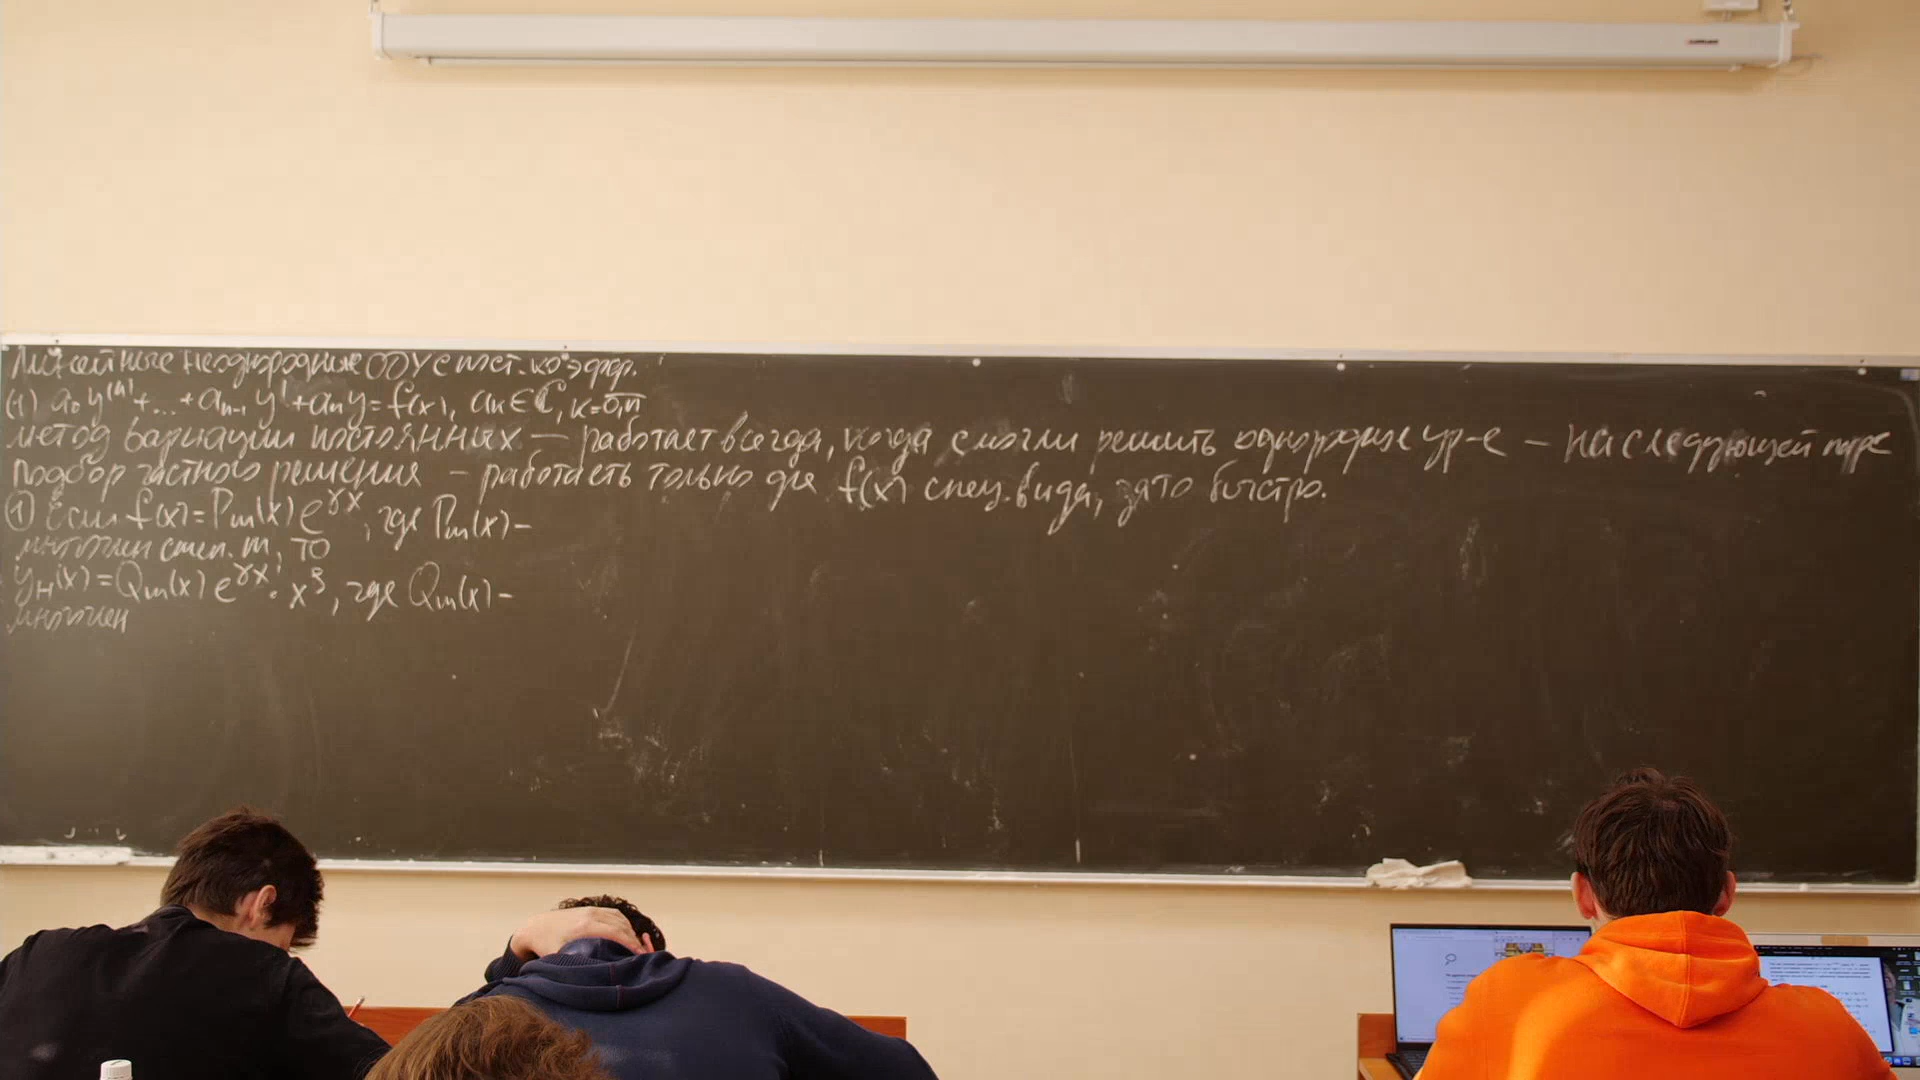 Линейные неоднородные ОДУ с пост. коэфф.
(1) a₀y⁽ⁿ⁾+...+aₙ₋₁y'+aₙy=f(x), aₖ∈ℂ, k=0,n
метод вариации постоянных — работает всегда, когда смогли решить однородное ур-е — на следующей паре
подбор частного решения – работает только для f(x) спец. вида, зато быстро.
① Если f(x)=Pₘ(x)e^γx, где Pₘ(x)–
многочлен степ. m, то
yн(x)=Qₘ(x)e^γx·x^s, где Qₘ(x)–
многочлен